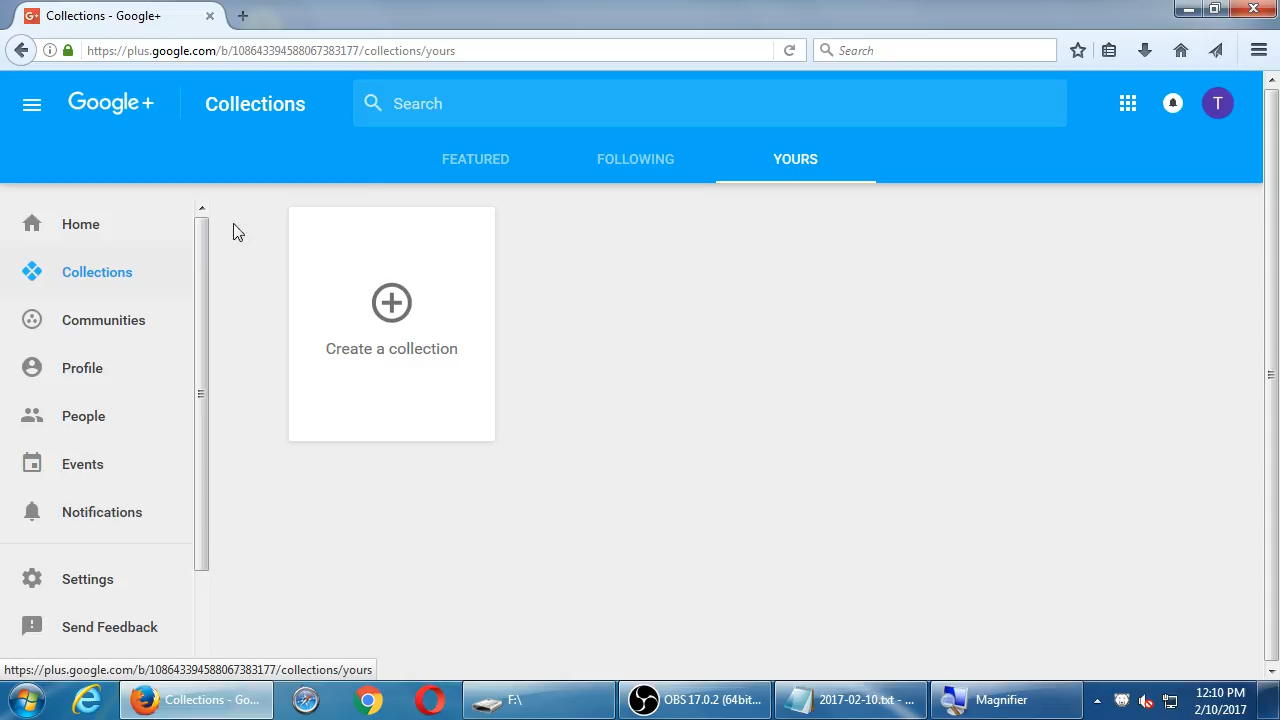 Collections - Google+
https://plus.google.com/b/108643394588067383177/collections/yours
Search
Google+
Collections
Search
T
FEATURED
FOLLOWING
YOURS
Home
Collections
Communities
Profile
People
Events
Notifications
Settings
Send Feedback
Create a collection
https://plus.google.com/b/108643394588067383177/collections/yours
Collections - Go...
F:\
OBS 17.0.2 (64bit...
2017-02-10.txt - ...
Magnifier
12:10 PM
2/10/2017